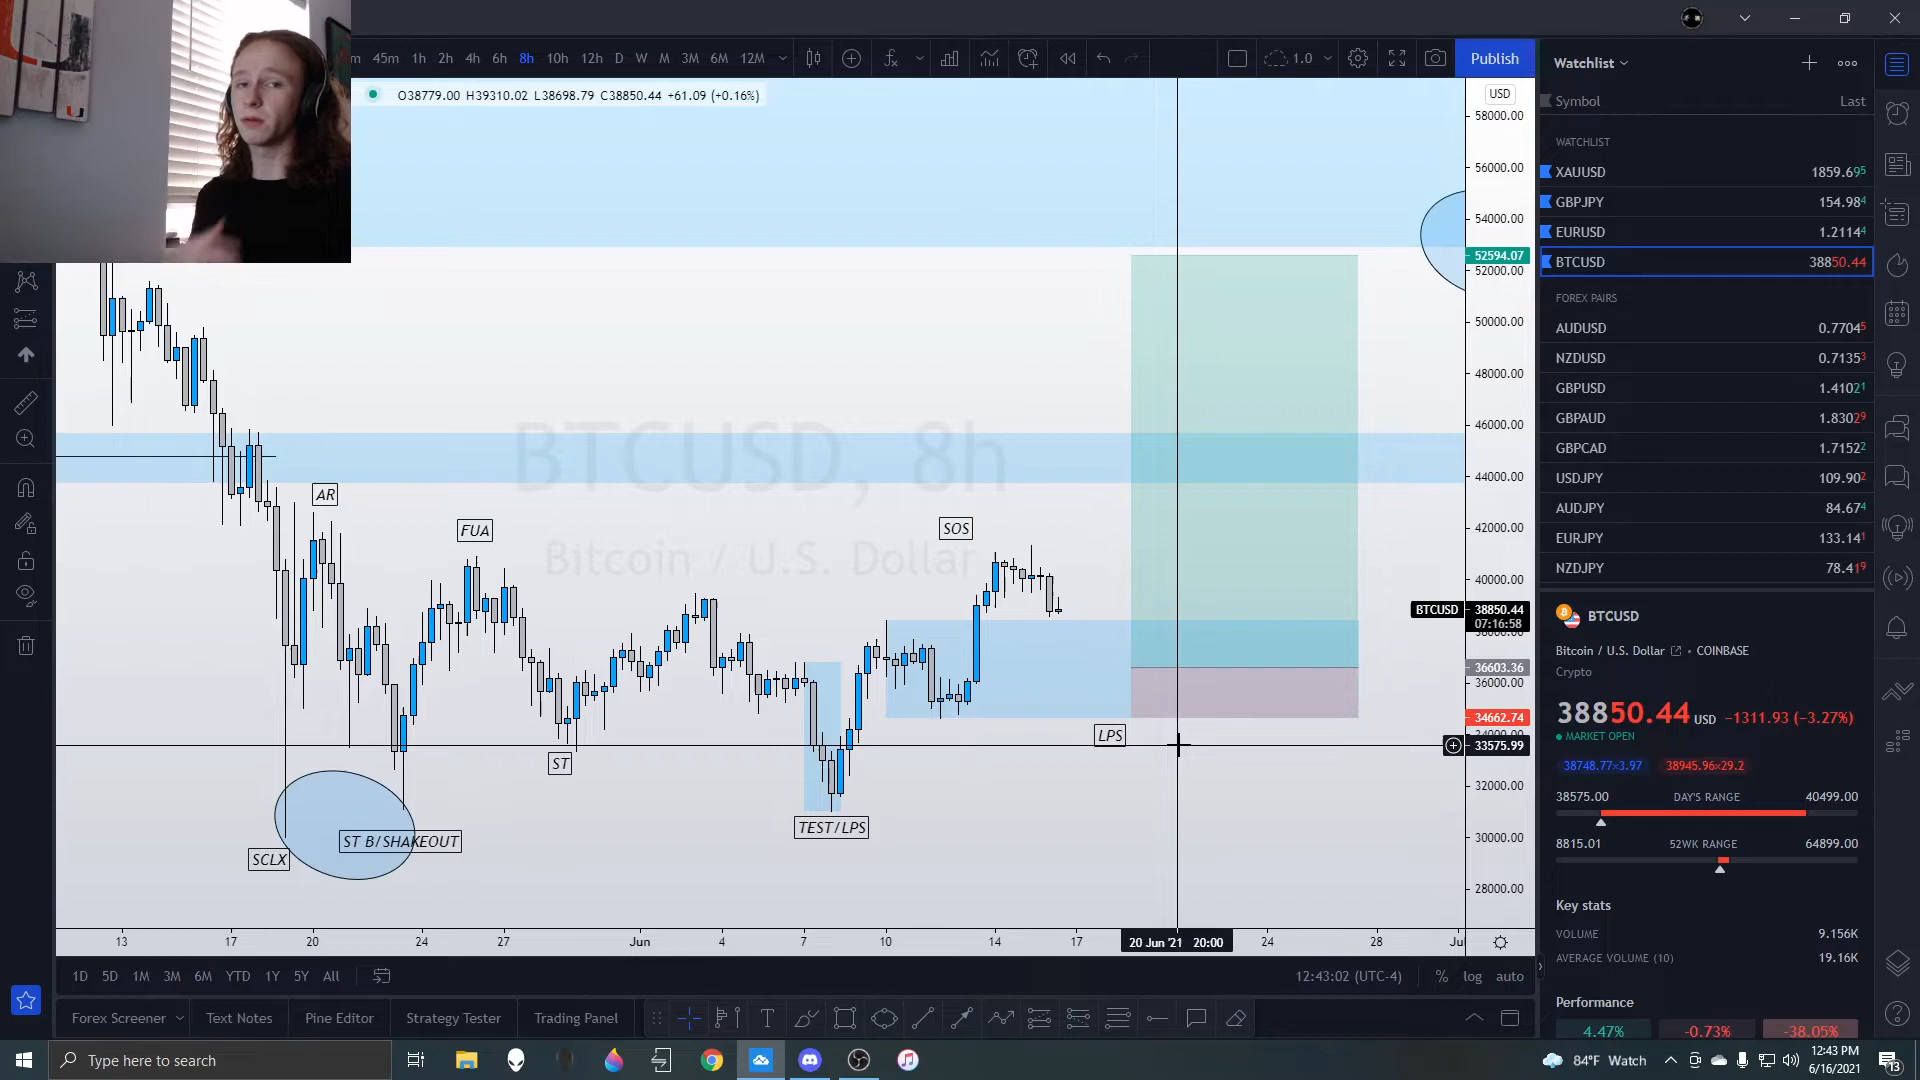 m 45m 1h 2h 4h 6h 8h 10h 12h D W M 3M 6M 12M
1.0
Publish
O38779.00 H39310.02 L38698.79 C38850.44 +61.09 (+0.16%)
BTCUSD, 8h
Bitcoin / U.S. Dollar
AR
FUA
SOS
ST
LPS
TEST/LPS
ST B/SHAKEOUT
SCLX
USD
58000.00
56000.00
54000.00
52594.07
52000.00
50000.00
48000.00
46000.00
44000.00
42000.00
40000.00
BTCUSD 38850.44
07:16:58
38000.00
36603.36
36000.00
34662.74
34000.00
33575.99
32000.00
30000.00
28000.00
13 17 20 24 27 Jun 4 7 10 14 17 20 Jun '21 20:00 24 28 Jul
1D 5D 1M 3M 6M YTD 1Y 5Y All
12:43:02 (UTC-4) % log auto
Forex Screener Text Notes Pine Editor Strategy Tester Trading Panel
Watchlist
Symbol Last
WATCHLIST
XAUUSD 1859.695
GBPJPY 154.984
EURUSD 1.21144
BTCUSD 38850.44
FOREX PAIRS
AUDUSD 0.77045
NZDUSD 0.71353
GBPUSD 1.41021
GBPAUD 1.83029
GBPCAD 1.71522
USDJPY 109.902
AUDJPY 84.674
EURJPY 133.141
NZDJPY 78.419
BTCUSD
Bitcoin / U.S. Dollar • COINBASE
Crypto
38850.44 USD −1311.93 (−3.27%)
MARKET OPEN
38748.77×3.97 38945.96×29.2
38575.00 DAY'S RANGE 40499.00
8815.01 52WK RANGE 64899.00
Key stats
VOLUME 9.156K
AVERAGE VOLUME (10) 19.16K
Performance
4.47% -0.73% -38.05%
Type here to search
84°F Watch
12:43 PM
6/16/2021
13